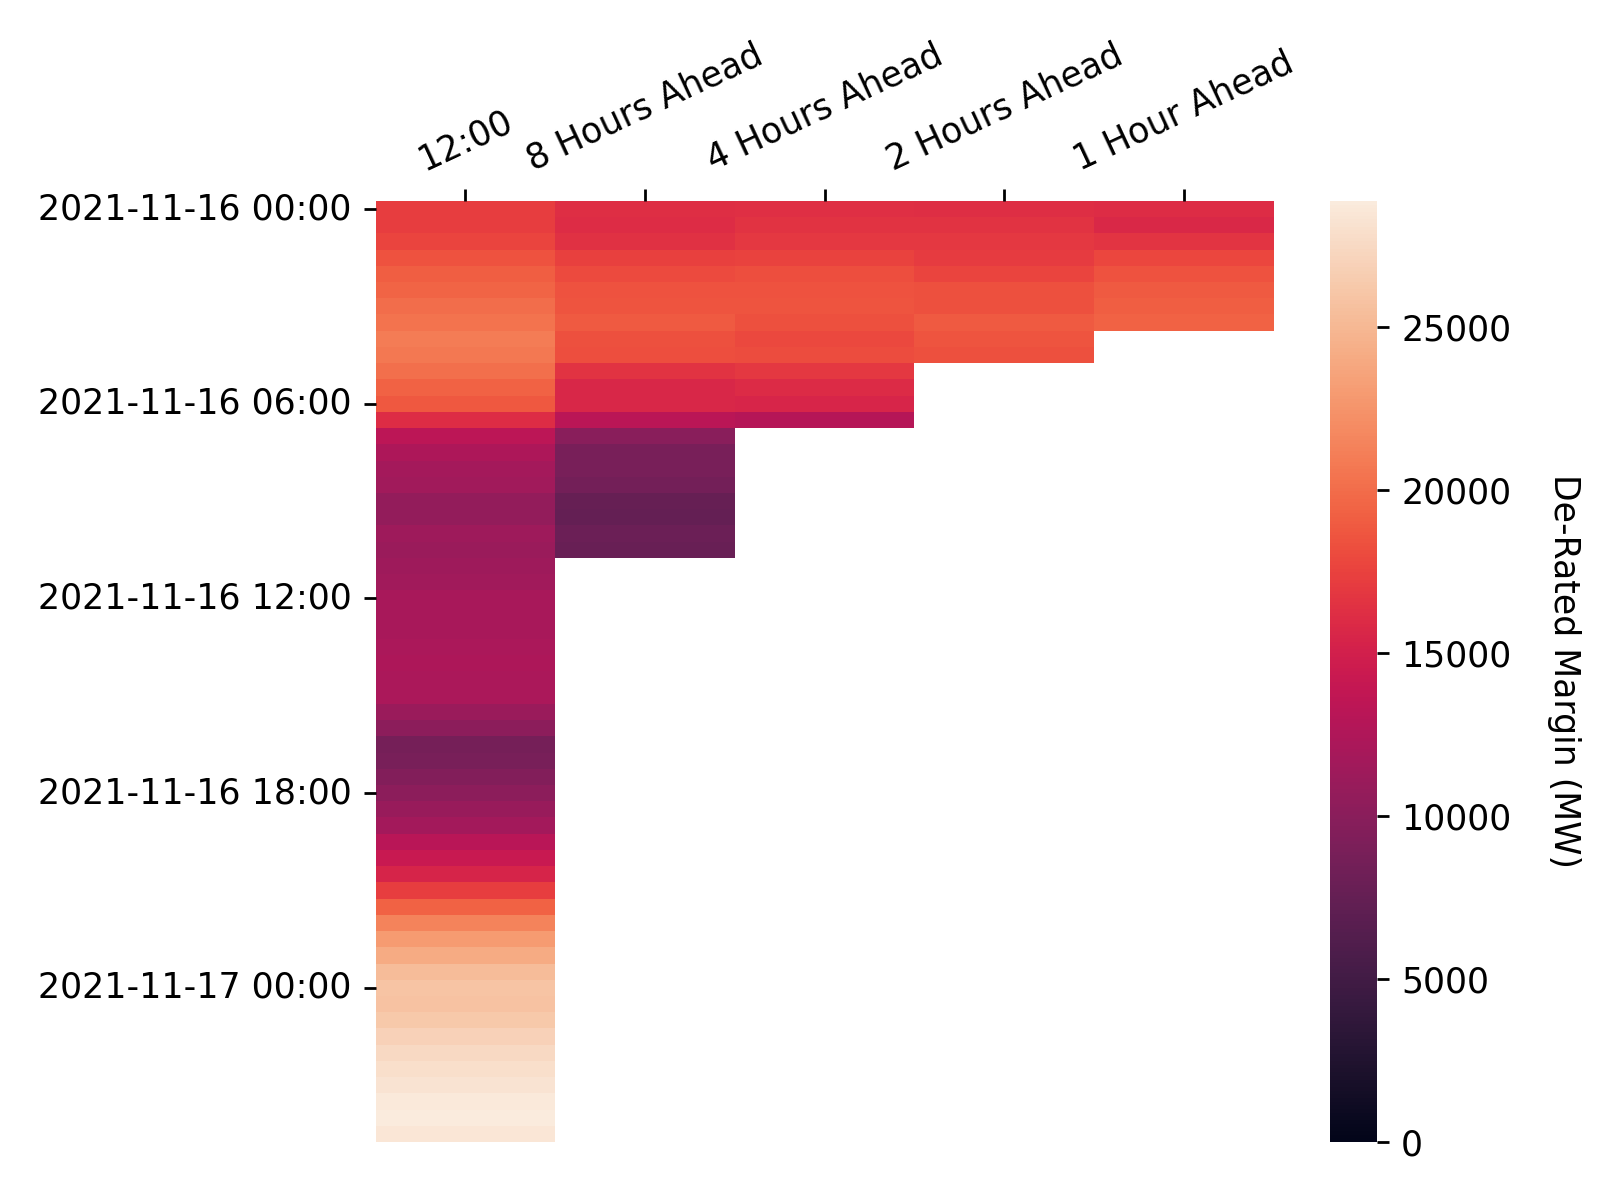 12:00
8 Hours Ahead
4 Hours Ahead
2 Hours Ahead
1 Hour Ahead
2021-11-16 00:00
2021-11-16 06:00
2021-11-16 12:00
2021-11-16 18:00
2021-11-17 00:00
25000
20000
15000
10000
5000
0
De-Rated Margin (MW)